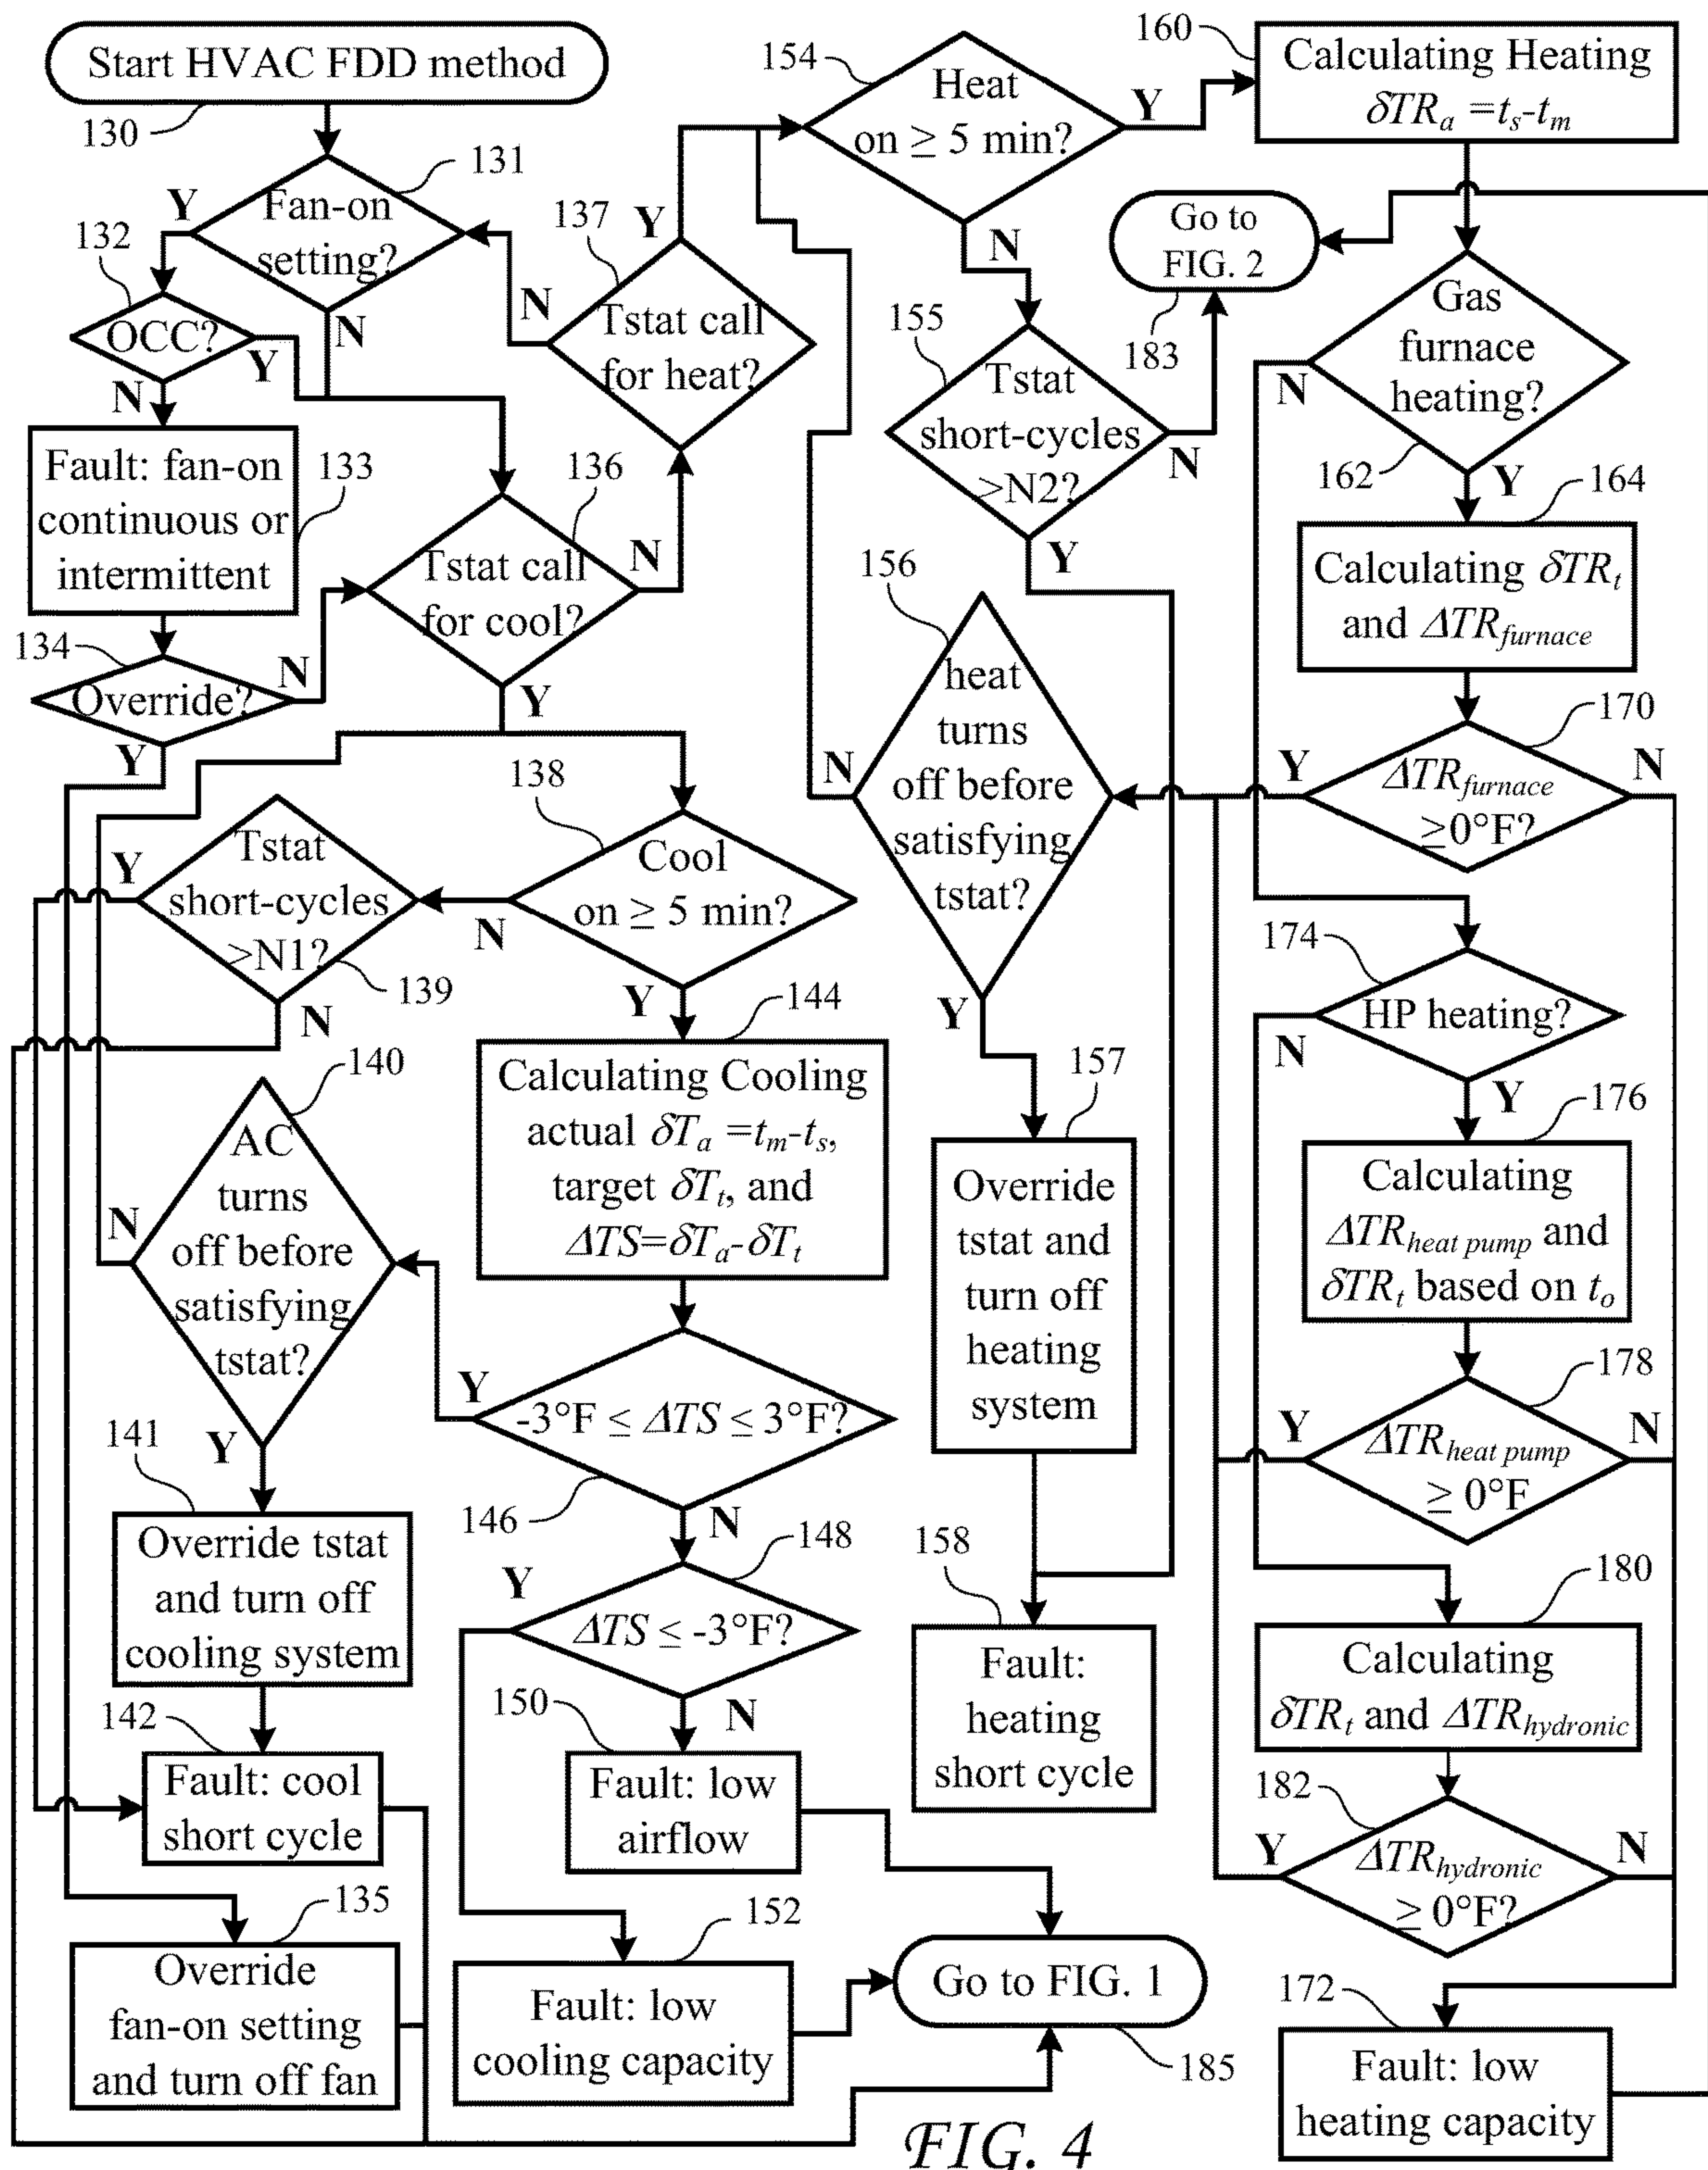 Start HVAC FDD method
130
131
Fan-on
setting?
Y
N
132
OCC?
Y
N
Fault: fan-on
continuous or
intermittent
133
134
Override?
N
Y
136
Tstat call
for cool?
N
Y
137
Tstat call
for heat?
Y
N
138
Cool
on ≥ 5 min?
N
Y
Tstat
short-cycles
>N1?
139
Y
N
140
AC
turns
off before
satisfying
tstat?
N
Y
141
Override tstat
and turn off
cooling system
142
Fault: cool
short cycle
135
Override
fan-on setting
and turn off fan
144
Calculating Cooling
actual δTa =tm-ts,
target δTt, and
ΔTS=δTa-δTt
-3°F ≤ ΔTS ≤ 3°F?
Y
146
N
148
ΔTS ≤ -3°F?
Y
N
150
Fault: low
airflow
152
Fault: low
cooling capacity
Go to FIG. 1
185
154
Heat
on ≥ 5 min?
Y
N
155
Tstat
short-cycles
>N2?
N
Y
Go to
FIG. 2
183
156
heat
turns
off before
satisfying
tstat?
N
Y
157
Override
tstat and
turn off
heating
system
158
Fault:
heating
short cycle
160
Calculating Heating
δTRa =ts-tm
Gas
furnace
heating?
162
N
Y
164
Calculating δTRt
and ΔTRfurnace
170
ΔTRfurnace
≥0°F?
Y
N
174
HP heating?
N
Y
176
Calculating
ΔTRheat pump and
δTRt based on to
178
ΔTRheat pump
≥ 0°F
Y
N
180
Calculating
δTRt and ΔTRhydronic
182
ΔTRhydronic
≥ 0°F?
Y
N
172
Fault: low
heating capacity
FIG. 4